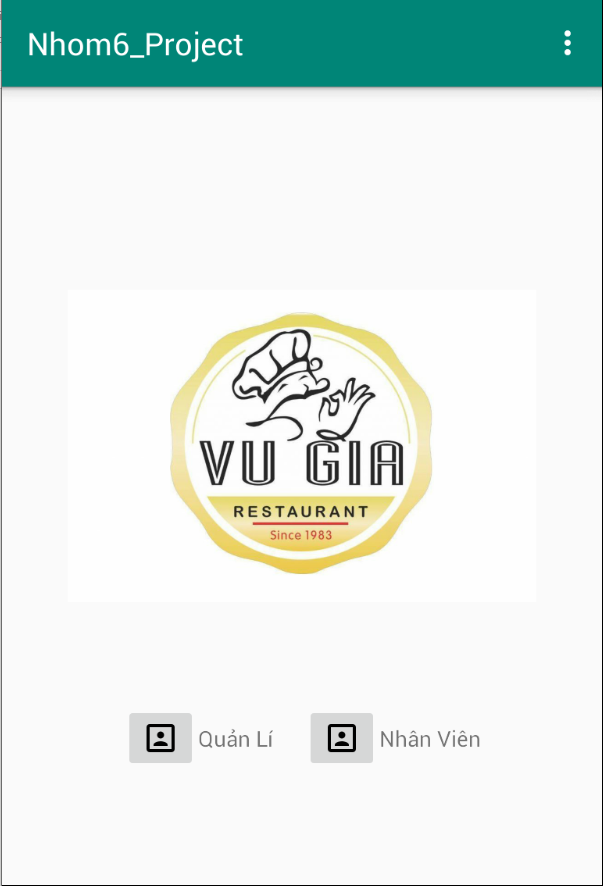 Nhom6_Project
VU GIA
RESTAURANT
Since 1983
Quản Lí
Nhân Viên